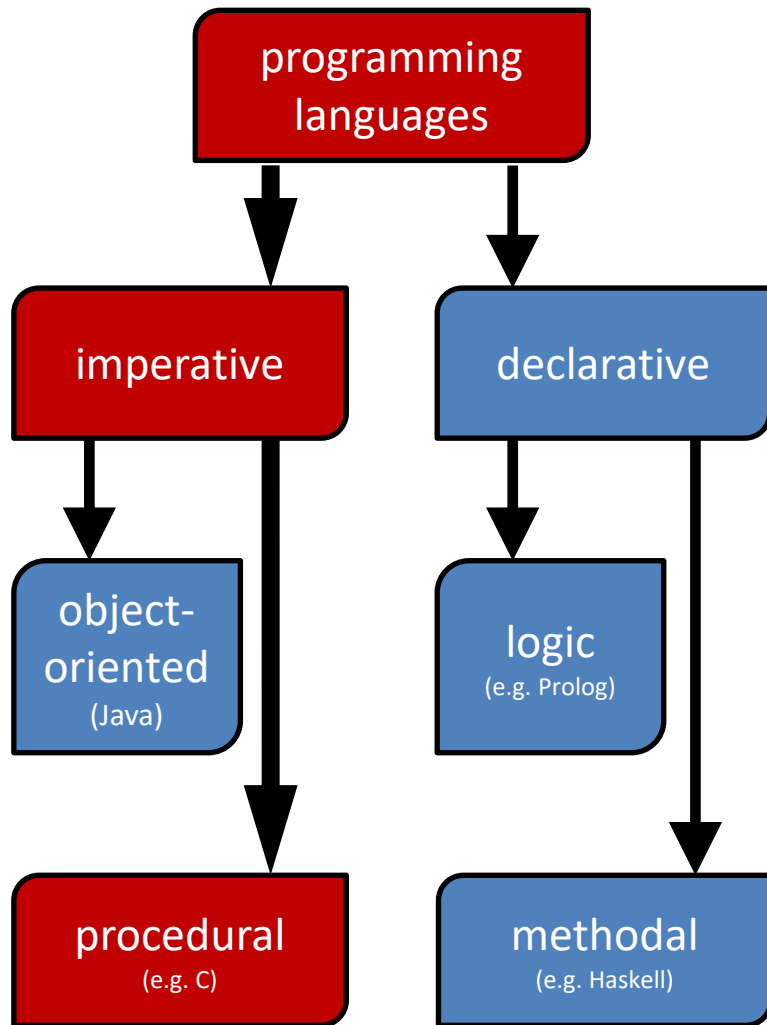 programming
languages
imperative
declarative
object-
oriented
(Java)
logic
(e.g. Prolog)
procedural
(e.g. C)
methodal
(e.g. Haskell)